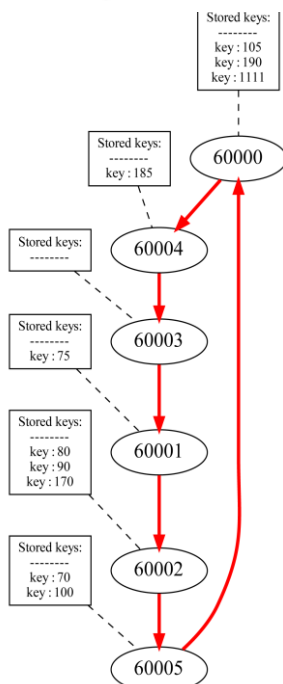 Stored keys:
--------
key : 105
key : 190
key : 1111
60000
Stored keys:
--------
key : 185
60004
Stored keys:
--------
60003
Stored keys:
--------
key : 75
60001
Stored keys:
--------
key : 80
key : 90
key : 170
60002
Stored keys:
--------
key : 70
key : 100
60005